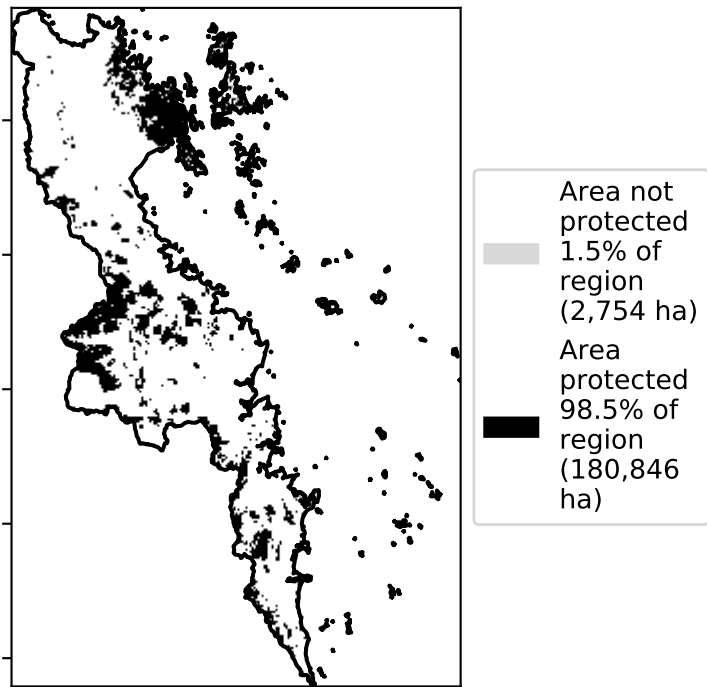 Area not
protected
1.5% of
region
(2,754 ha)
Area
protected
98.5% of
region
(180,846
ha)